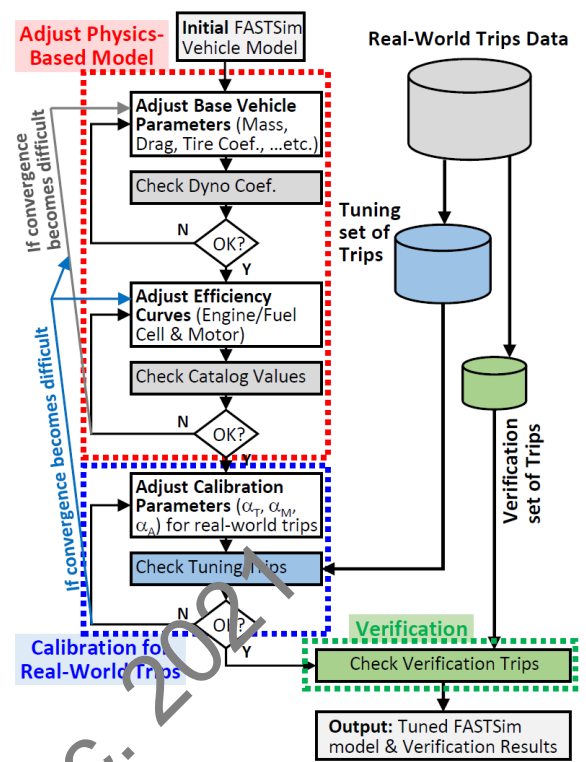 Adjust Physics-
Based Model
Initial FASTSim
Vehicle Model
Real-World Trips Data
Adjust Base Vehicle
Parameters (Mass,
Drag, Tire Coef., ...etc.)
Check Dyno Coef.
N
OK?
Y
If convergence
becomes difficult
Tuning
set of
Trips
Adjust Efficiency
Curves (Engine/Fuel
Cell & Motor)
Check Catalog Values
N
OK?
Y
If convergence becomes difficult
Verification
set of Trips
Adjust Calibration
Parameters (αT, αM,
αA) for real-world trips
Check Tuning Trips
N
OK?
Y
Calibration for
Real-World Trips
Verification
Check Verification Trips
Output: Tuned FASTSim
model & Verification Results
c. 2021